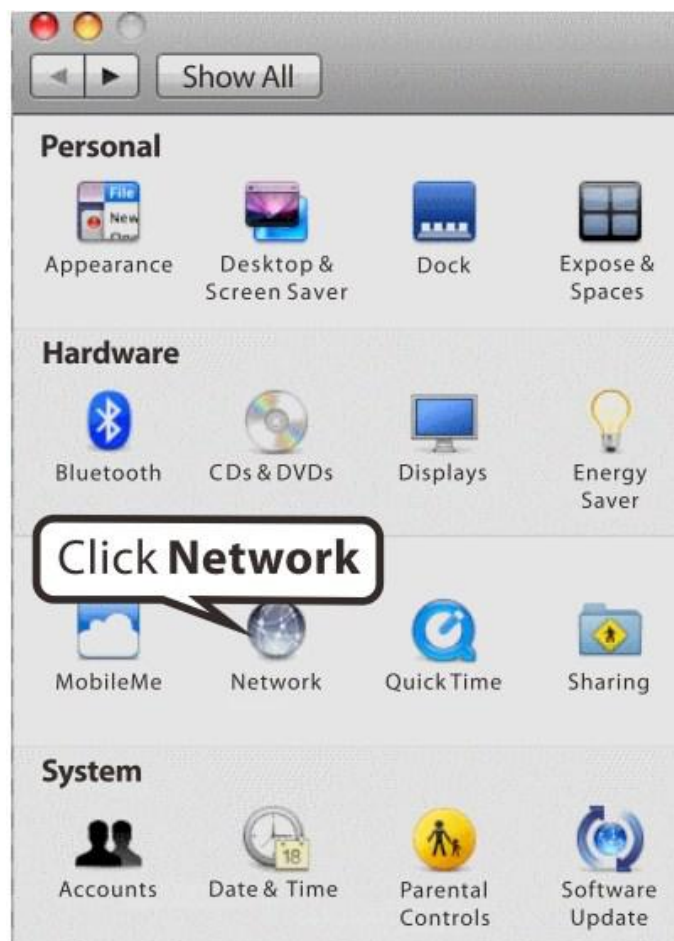 Show All
Personal
File
New
Appearance
Desktop &
Screen Saver
Dock
Expose &
Spaces
Hardware
Bluetooth
CDs & DVDs
Displays
Energy
Saver
Click Network
MobileMe
Network
QuickTime
Sharing
System
18
Accounts
Date & Time
Parental
Controls
Software
Update